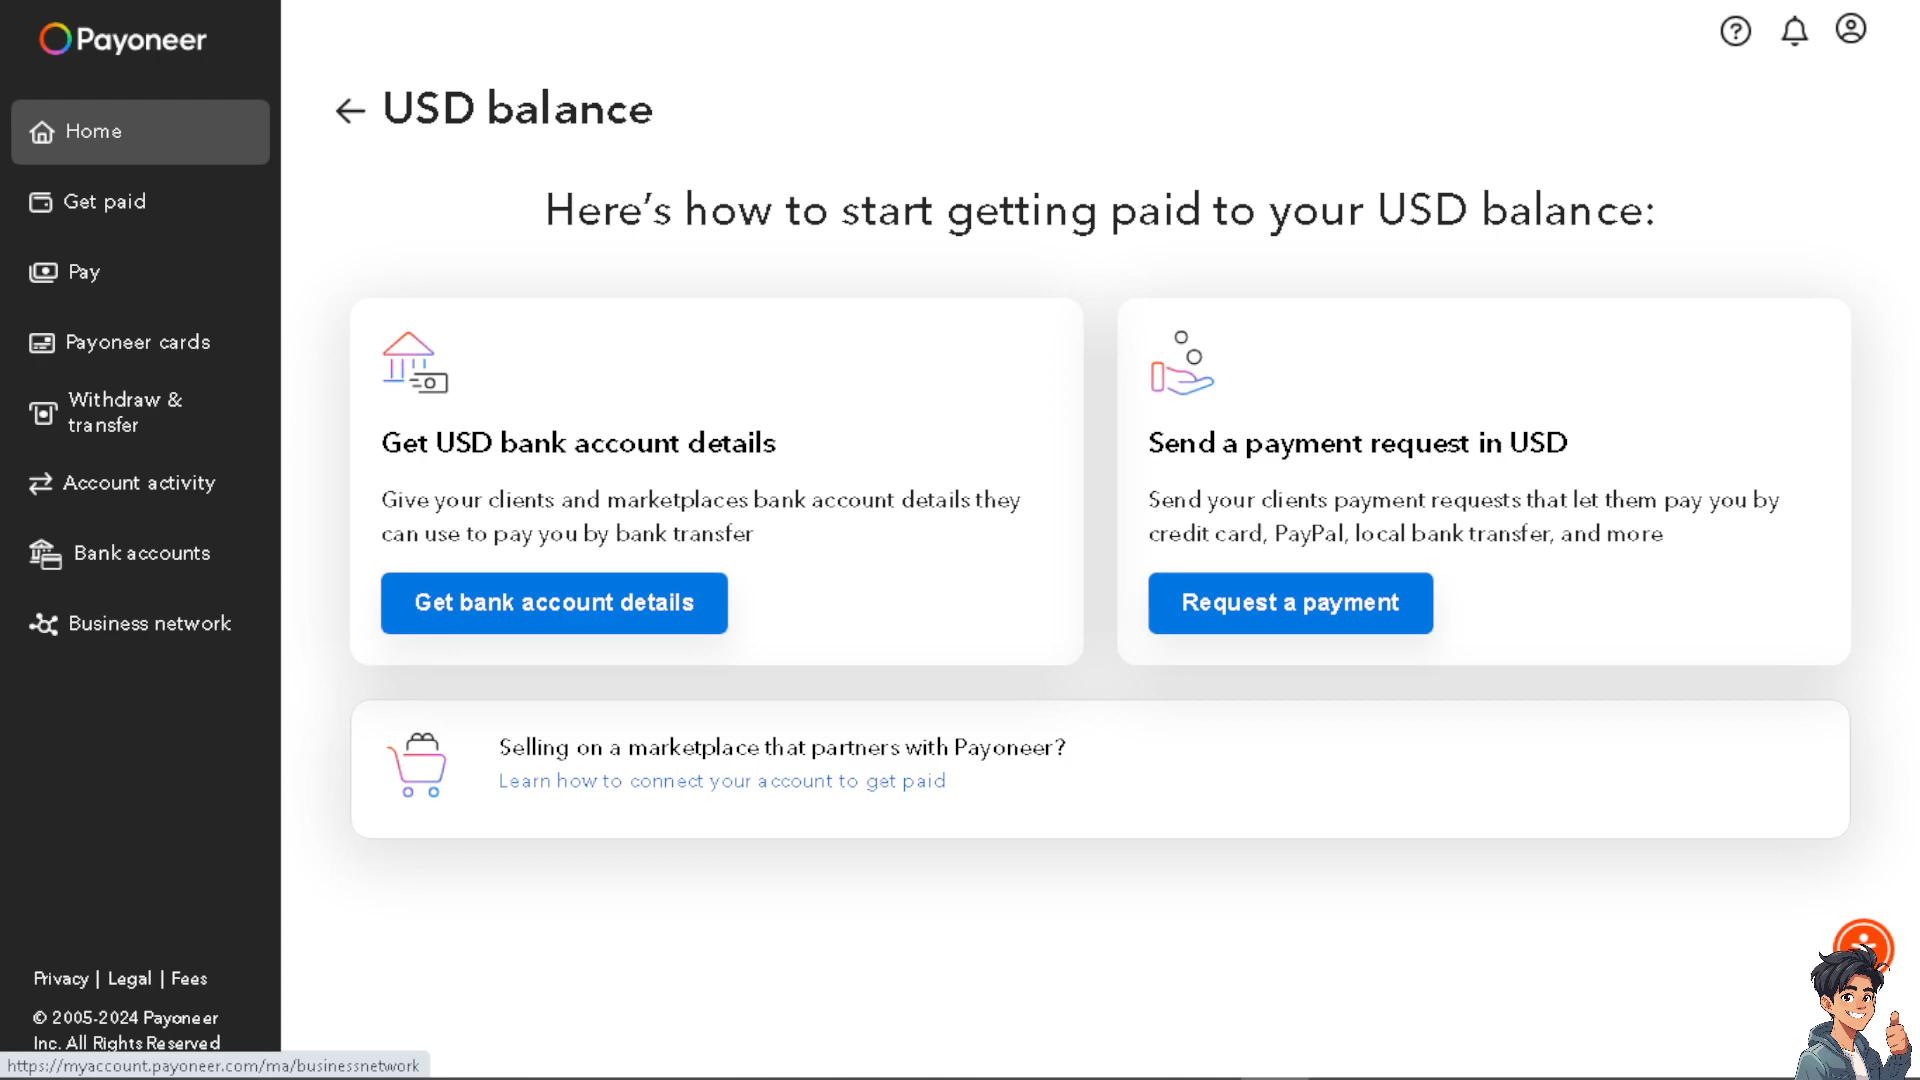 Payoneer
Home
Get paid
Pay
Payoneer cards
Withdraw &
transfer
Account activity
Bank accounts
Business network
Privacy | Legal | Fees
© 2005-2024 Payoneer
Inc. All Rights Reserved
https://myaccount.payoneer.com/ma/businessnetwork
USD balance
Here's how to start getting paid to your USD balance:
Get USD bank account details
Give your clients and marketplaces bank account details they
can use to pay you by bank transfer
Get bank account details
Send a payment request in USD
Send your clients payment requests that let them pay you by
credit card, PayPal, local bank transfer, and more
Request a payment
Selling on a marketplace that partners with Payoneer?
Learn how to connect your account to get paid